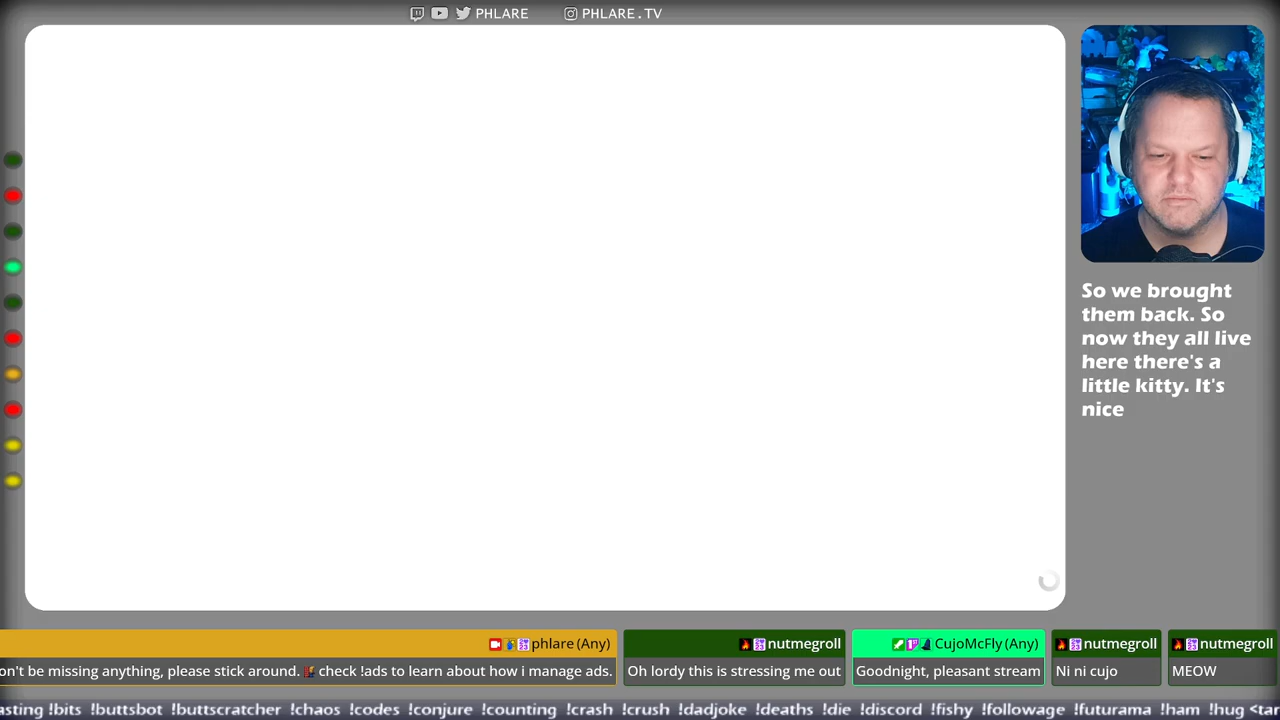 PHLARE PHLARE.TV
So we brought
them back. So
now they all live
here there's a
little kitty. It's
nice
phlare (Any)
on't be missing anything, please stick around. check !ads to learn about how i manage ads.
nutmegroll
Oh lordy this is stressing me out
CujoMcFly (Any)
Goodnight, pleasant stream
nutmegroll
Ni ni cujo
nutmegroll
MEOW
asting !bits !buttsbot !buttscratcher !chaos !codes !conjure !counting !crash !crush !dadjoke !deaths !die !discord !fishy !followage !futurama !ham !hug <tar